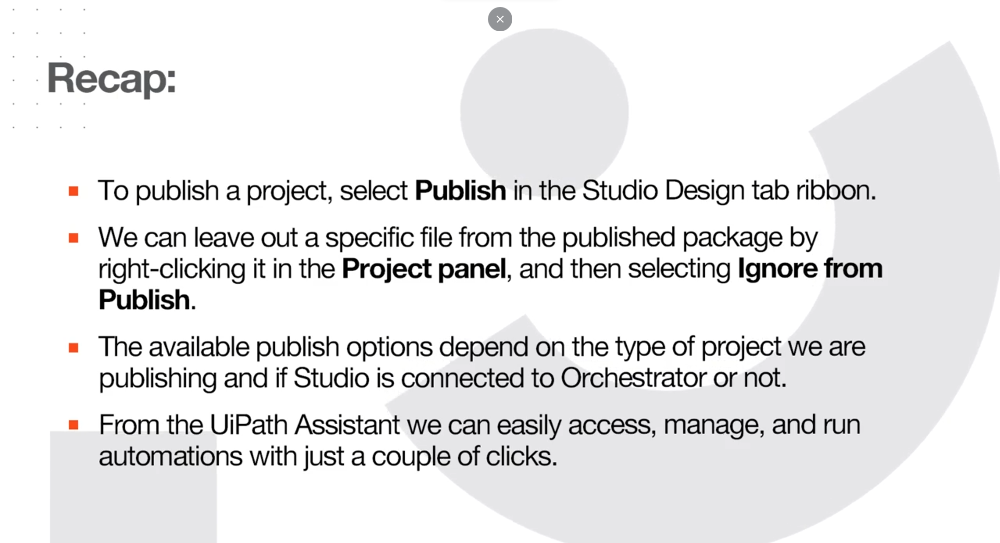 Recap:
To publish a project, select Publish in the Studio Design tab ribbon.
We can leave out a specific file from the published package by
right-clicking it in the Project panel, and then selecting Ignore from
Publish.
The available publish options depend on the type of project we are
publishing and if Studio is connected to Orchestrator or not.
From the UiPath Assistant we can easily access, manage, and run
automations with just a couple of clicks.